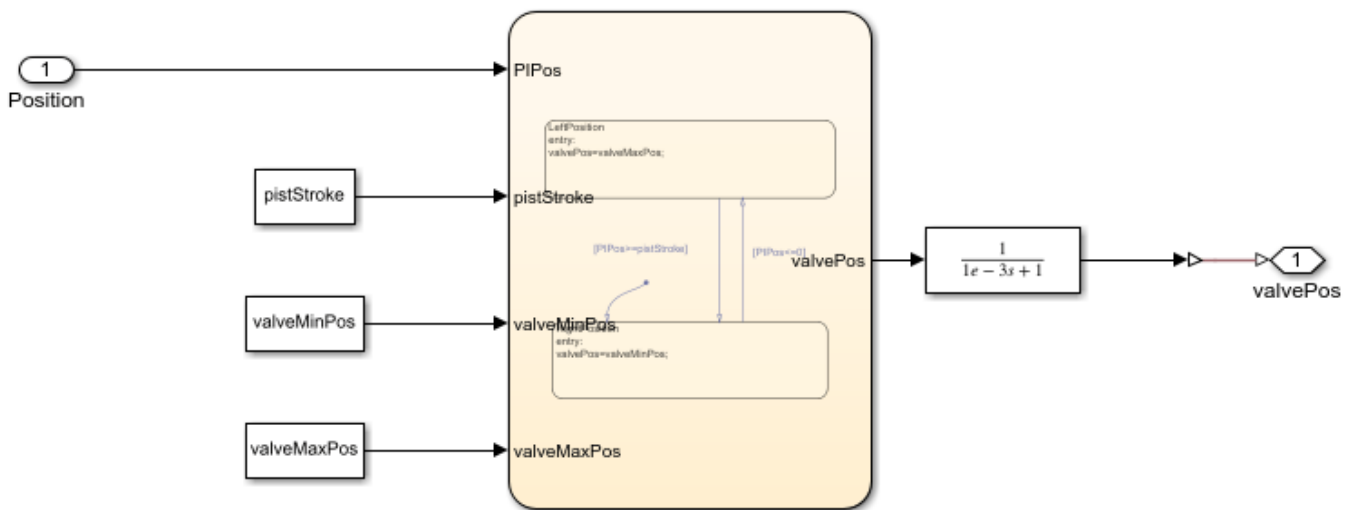 1
Position
PIPos
LeftPosition
entry:
valvePos=valveMaxPos;
pistStroke
pistStroke
[PIPos>=pistStroke]
[PIPos<=0]
valvePos
1
1e − 3s + 1
1
valvePos
valveMinPos
valveMinPos
entry:
valvePos=valveMinPos;
valveMaxPos
valveMaxPos